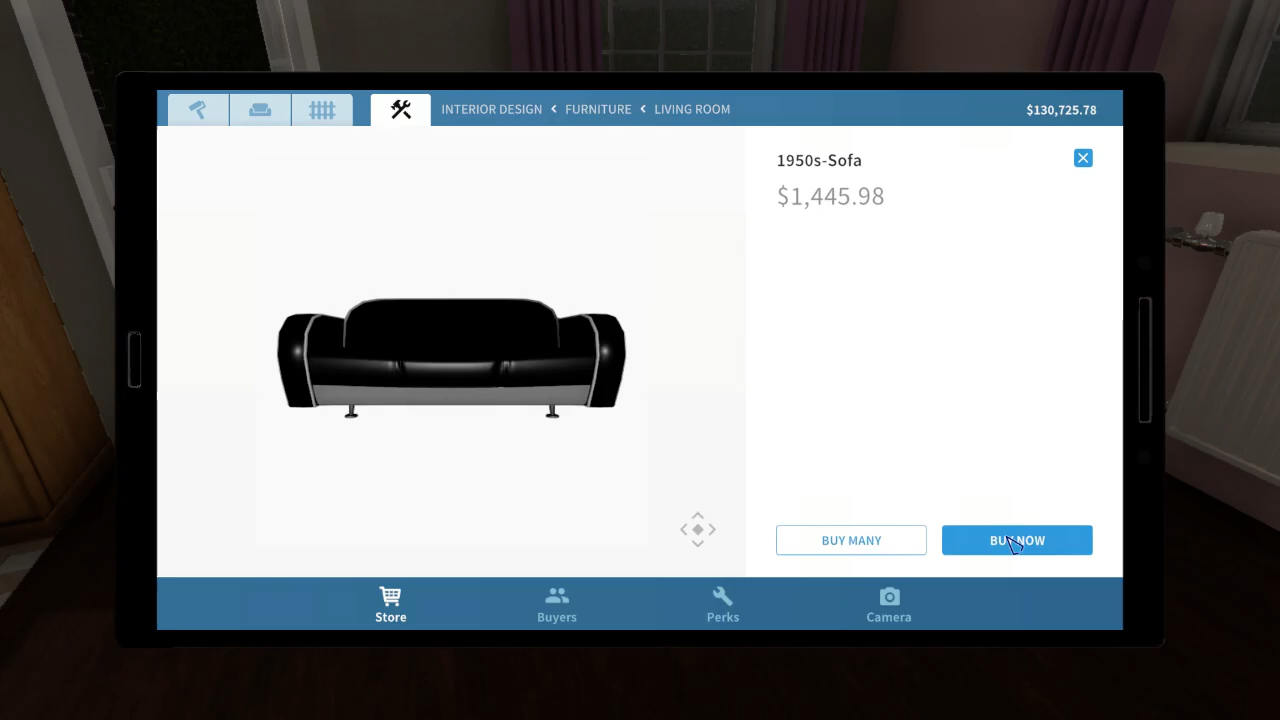 INTERIOR DESIGN < FURNITURE < LIVING ROOM
$130,725.78
1950s-Sofa
$1,445.98
BUY MANY
BUY NOW
Store
Buyers
Perks
Camera